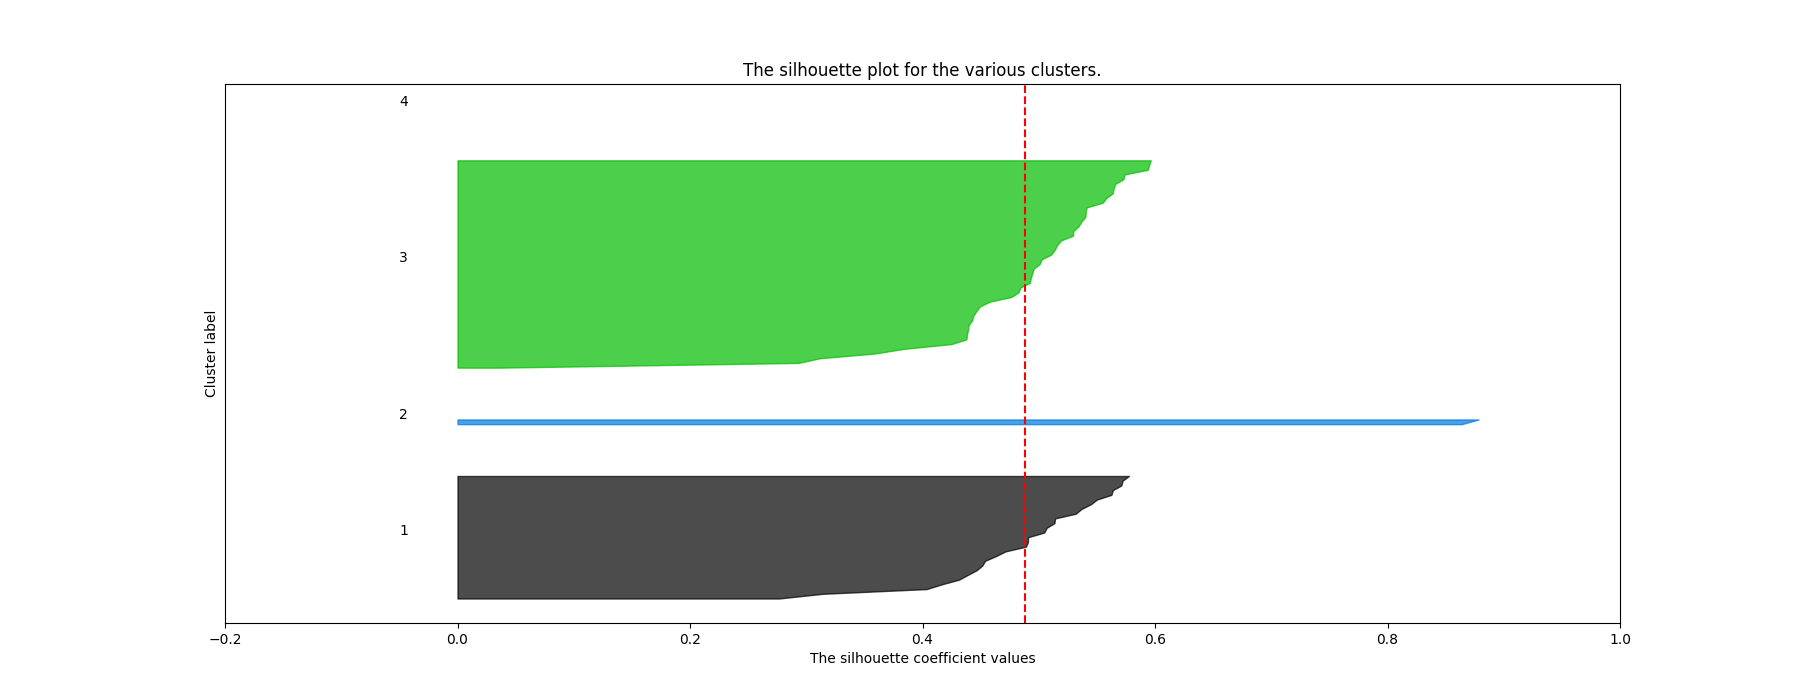 The silhouette plot for the various clusters.
4
3
2
1
Cluster label
−0.2 0.0 0.2 0.4 0.6 0.8 1.0
The silhouette coefficient values